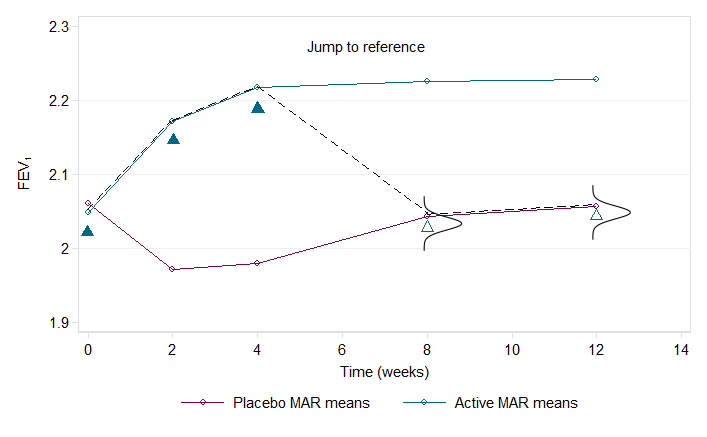 2.3
Jump to reference
2.2
2.1
FEV₁
2
1.9
0 2 4 6 8 10 12 14
Time (weeks)
Placebo MAR means Active MAR means